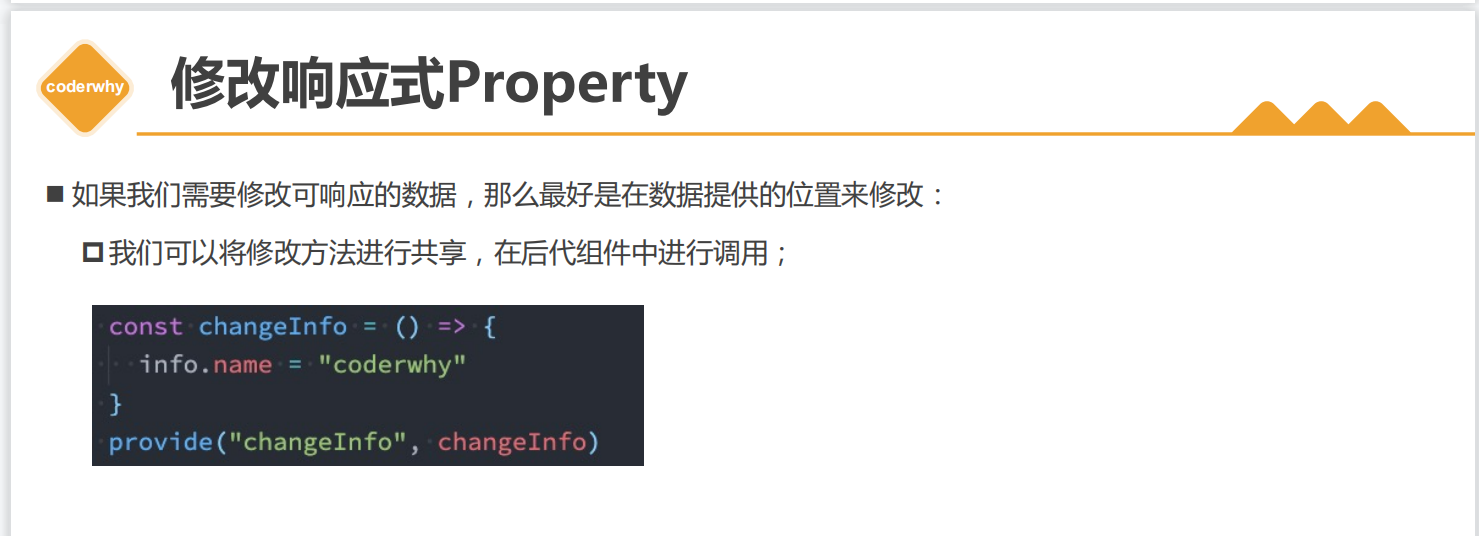 coderwhy
修改响应式Property
如果我们需要修改可响应的数据，那么最好是在数据提供的位置来修改：
我们可以将修改方法进行共享，在后代组件中进行调用；
const changeInfo = () => {
  info.name = "coderwhy"
}
provide("changeInfo", changeInfo)